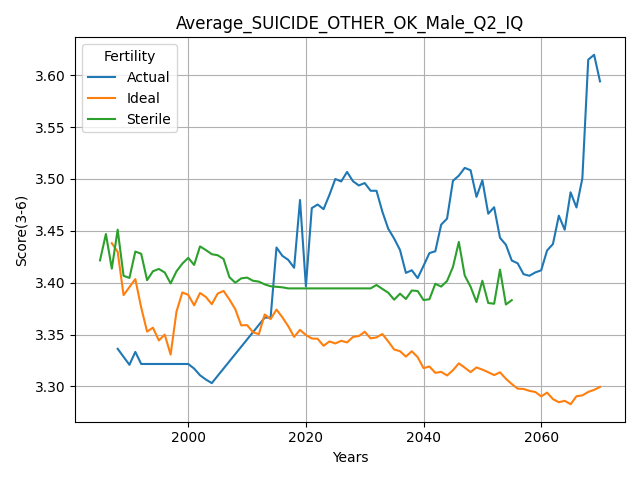 Average_SUICIDE_OTHER_OK_Male_Q2_IQ
Fertility
Actual
Ideal
Sterile
Score(3-6)
3.60
3.55
3.50
3.45
3.40
3.35
3.30
2000
2020
2040
2060
Years